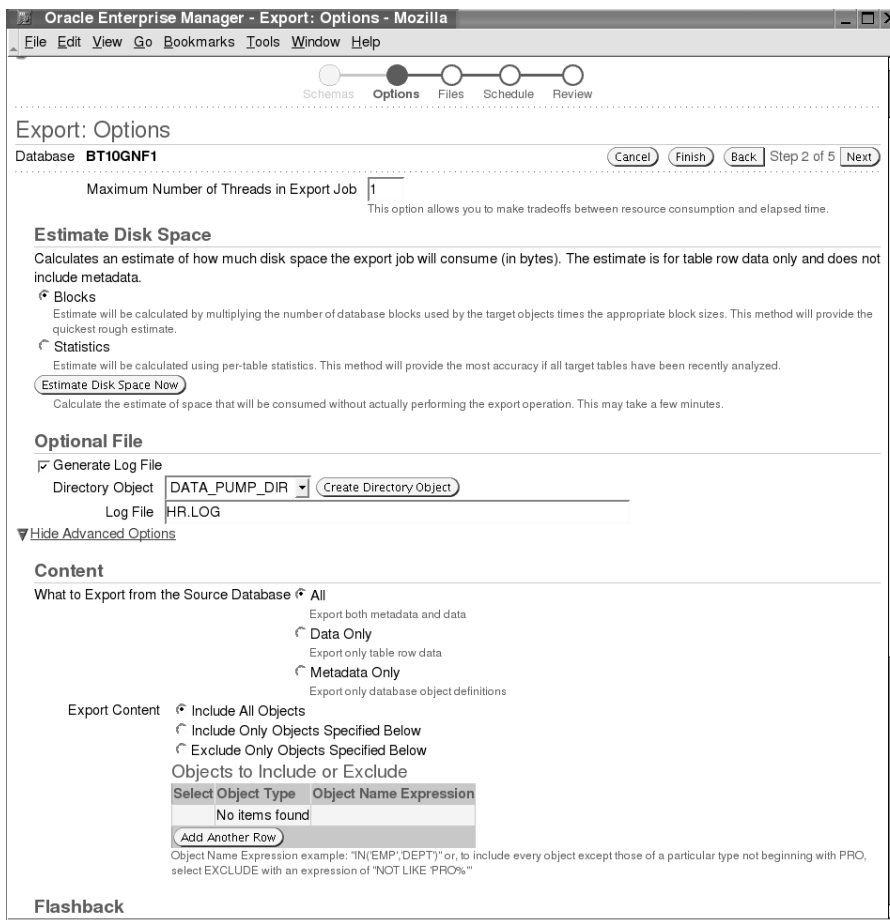 Oracle Enterprise Manager - Export: Options - Mozilla
File Edit View Go Bookmarks Tools Window Help
Schemas Options Files Schedule Review
Export: Options
Database BT10GNF1 Cancel Finish Back Step 2 of 5 Next
Maximum Number of Threads in Export Job 1
This option allows you to make tradeoffs between resource consumption and elapsed time.
Estimate Disk Space
Calculates an estimate of how much disk space the export job will consume (in bytes). The estimate is for table row data only and does not
include metadata.
Blocks
Estimate will be calculated by multiplying the number of database blocks used by the target objects times the appropriate block sizes. This method will provide the
quickest rough estimate.
Statistics
Estimate will be calculated using per-table statistics. This method will provide the most accuracy if all target tables have been recently analyzed.
Estimate Disk Space Now
Calculate the estimate of space that will be consumed without actually performing the export operation. This may take a few minutes.
Optional File
Generate Log File
Directory Object DATA_PUMP_DIR Create Directory Object
Log File HR.LOG
Hide Advanced Options
Content
What to Export from the Source Database All
Export both metadata and data
Data Only
Export only table row data
Metadata Only
Export only database object definitions
Export Content Include All Objects
Include Only Objects Specified Below
Exclude Only Objects Specified Below
Objects to Include or Exclude
Select Object Type Object Name Expression
No items found
Add Another Row
Object Name Expression example: "IN('EMP','DEPT')" or, to include every object except those of a particular type not beginning with PRO,
select EXCLUDE with an expression of "NOT LIKE 'PRO%'"
Flashback